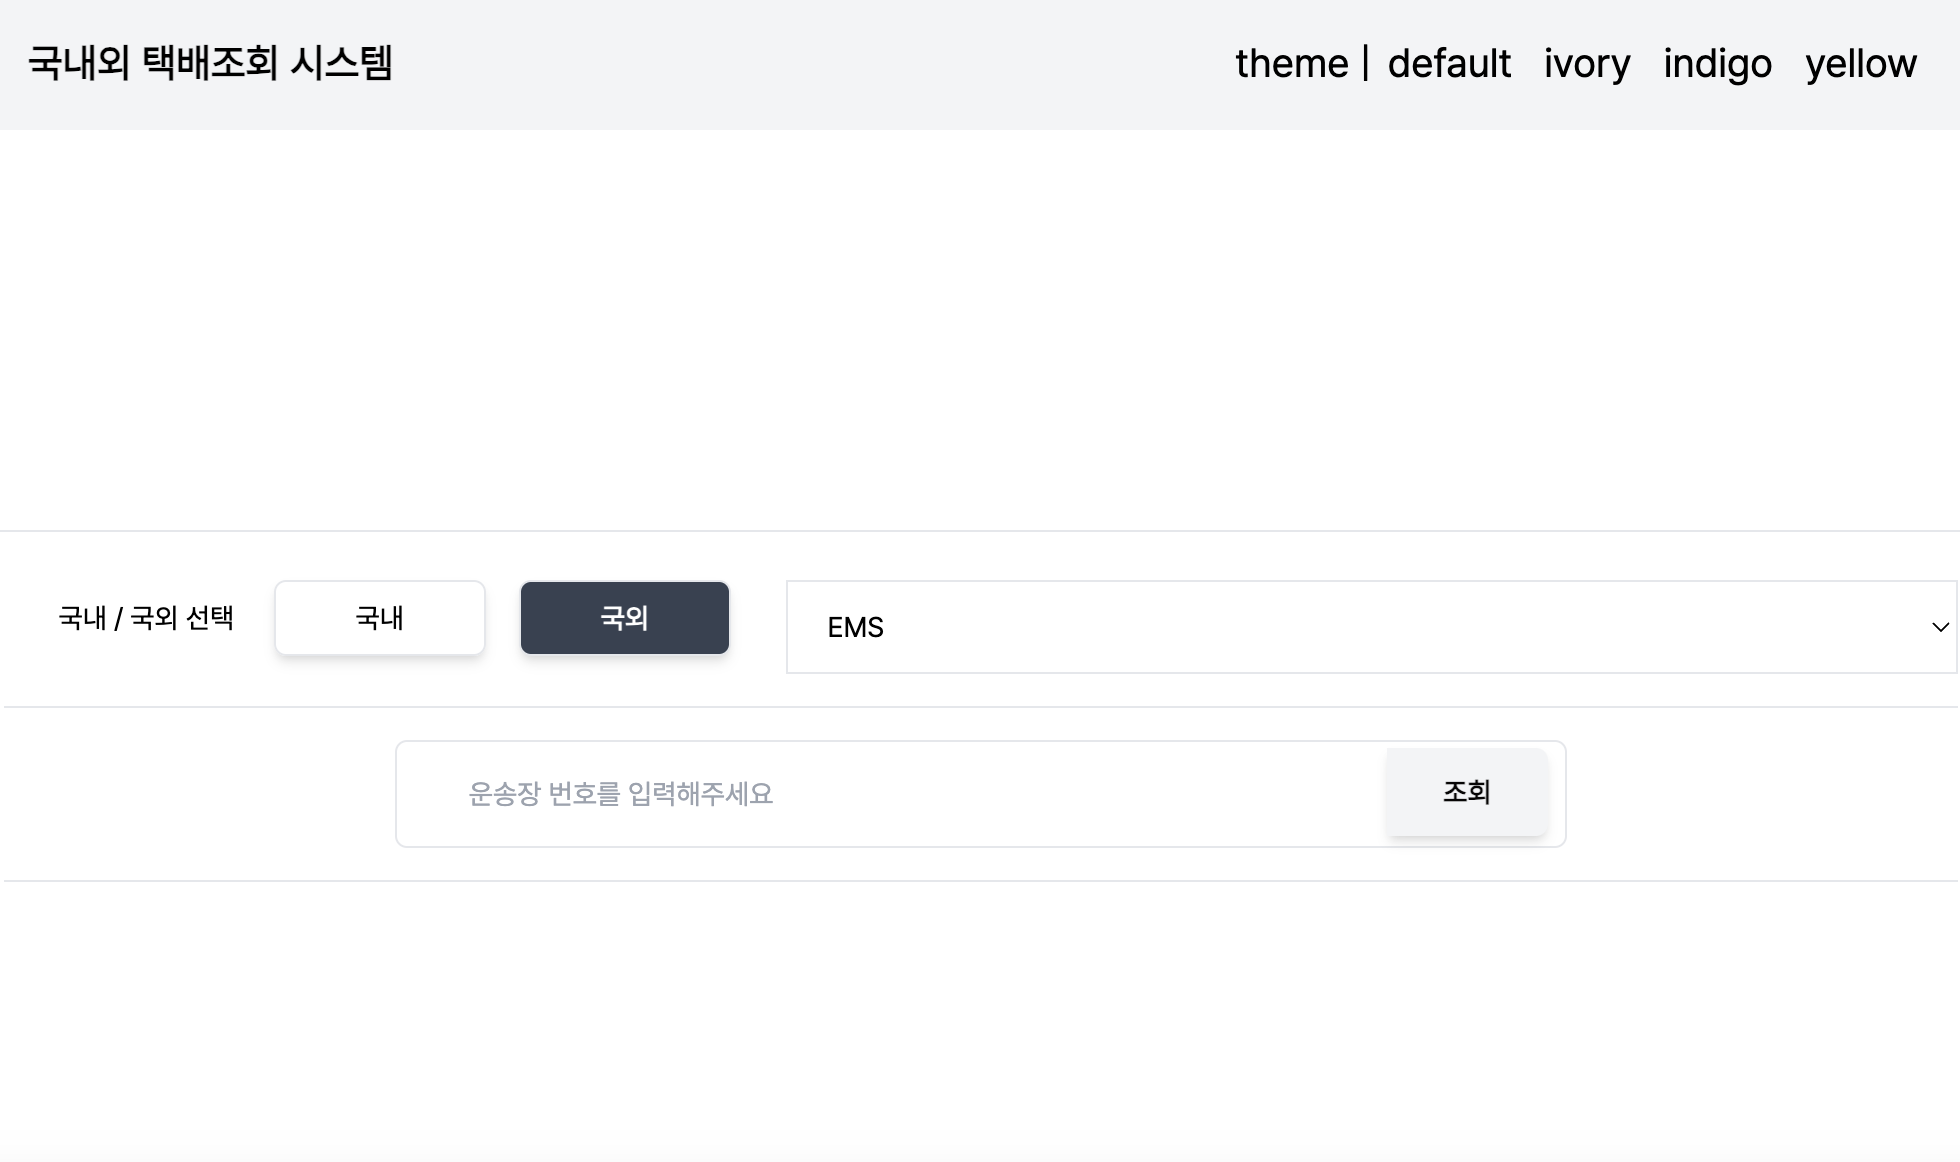 국내외 택배조회 시스템
theme | default ivory indigo yellow
국내 / 국외 선택
국내
국외
EMS
운송장 번호를 입력해주세요
조회